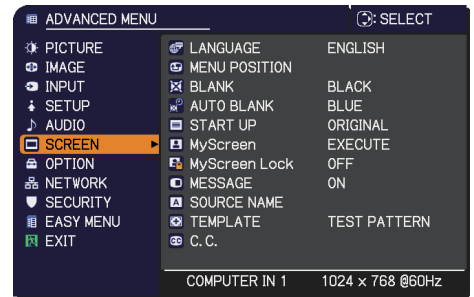 ADVANCED MENU : SELECT
PICTURE LANGUAGE ENGLISH
IMAGE MENU POSITION
INPUT BLANK BLACK
SETUP AUTO BLANK BLUE
AUDIO START UP ORIGINAL
SCREEN MyScreen EXECUTE
OPTION MyScreen Lock OFF
NETWORK MESSAGE ON
SECURITY SOURCE NAME
EASY MENU TEMPLATE TEST PATTERN
EXIT C.C.
COMPUTER IN 1 1024 x 768 @60Hz